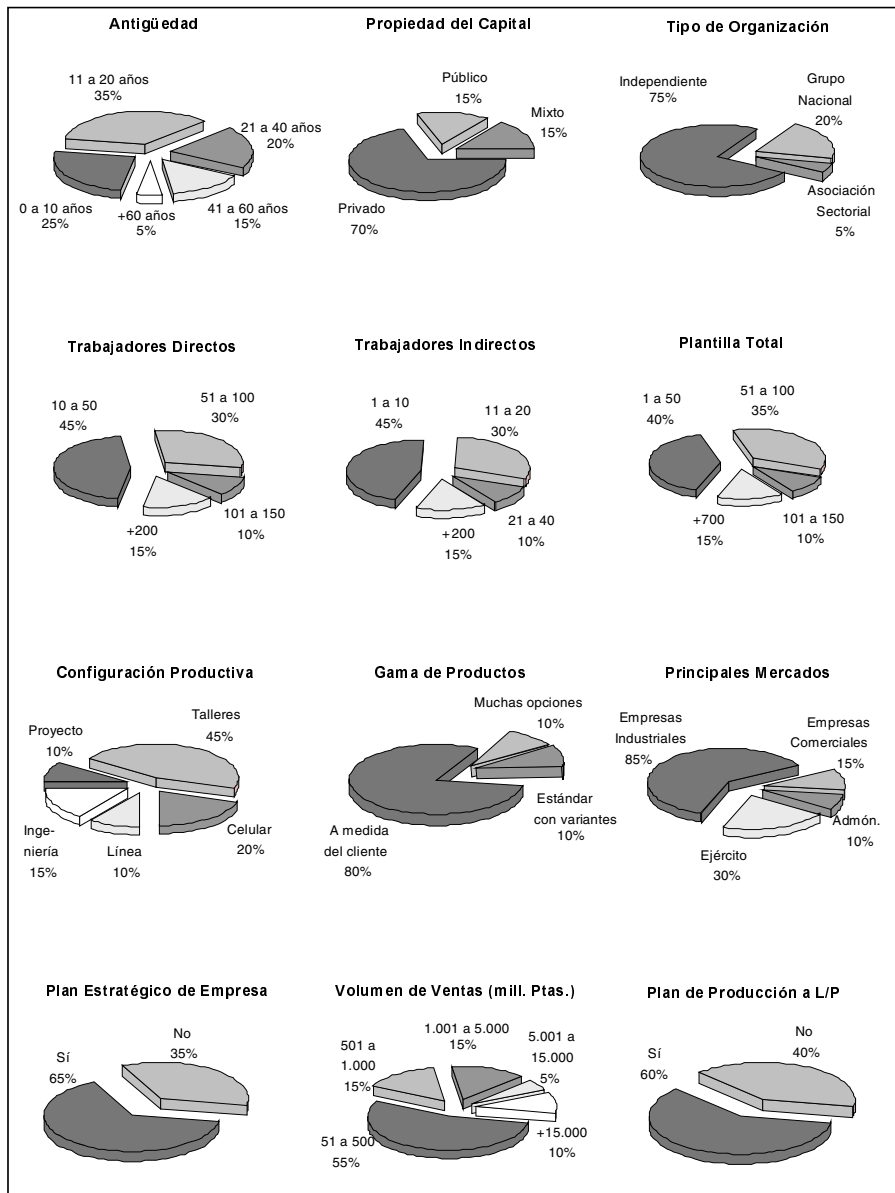 Antigüedad
11 a 20 años
35%
21 a 40 años
20%
0 a 10 años
25%
+60 años
5%
41 a 60 años
15%
Propiedad del Capital
Público
15%
Mixto
15%
Privado
70%
Tipo de Organización
Independiente
75%
Grupo
Nacional
20%
Asociación
Sectorial
5%
Trabajadores Directos
10 a 50
45%
51 a 100
30%
+200
15%
101 a 150
10%
Trabajadores Indirectos
1 a 10
45%
11 a 20
30%
+200
15%
21 a 40
10%
Plantilla Total
1 a 50
40%
51 a 100
35%
+700
15%
101 a 150
10%
Configuración Productiva
Talleres
45%
Proyecto
10%
Inge-
niería
15%
Línea
10%
Celular
20%
Gama de Productos
Muchas opciones
10%
Estándar
con variantes
10%
A medida
del cliente
80%
Principales Mercados
Empresas
Industriales
85%
Empresas
Comerciales
15%
Admón.
10%
Ejército
30%
Plan Estratégico de Empresa
No
35%
Sí
65%
Volumen de Ventas (mill. Ptas.)
501 a
1.000
15%
1.001 a 5.000
15%
5.001 a
15.000
5%
51 a 500
55%
+15.000
10%
Plan de Producción a L/P
No
40%
Sí
60%